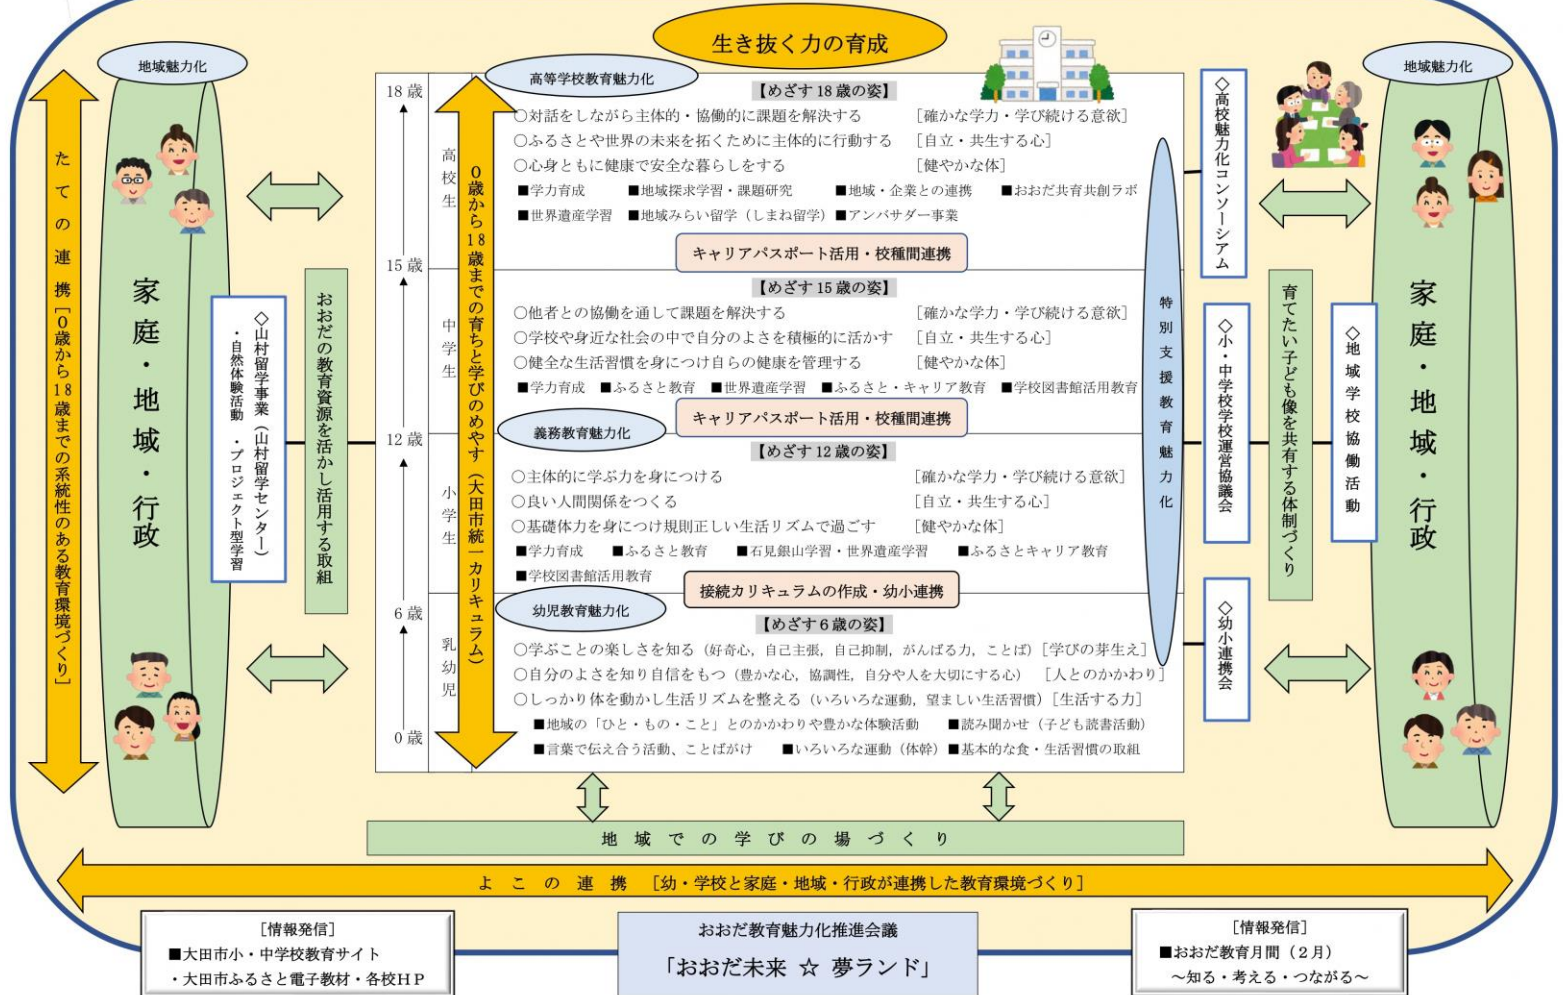 生き抜く力の育成
地域魅力化
たての連携［0歳から18歳までの系統性のある教育環境づくり］
家庭・地域・行政
◇山村留学事業（山村留学センター）
・自然体験活動　・プロジェクト型学習
おおだの教育資源を活かし活用する取組
18歳
15歳
12歳
6歳
0歳
高校生
中学生
小学生
乳幼児
0歳から18歳までの育ちと学びのめやす（大田市統一カリキュラム）
高等学校教育魅力化
【めざす18歳の姿】
○対話をしながら主体的・協働的に課題を解決する　［確かな学力・学び続ける意欲］
○ふるさとや世界の未来を拓くために主体的に行動する　［自立・共生する心］
○心身ともに健康で安全な暮らしをする　［健やかな体］
■学力育成　■地域探求学習・課題研究　■地域・企業との連携　■おおだ共育共創ラボ
■世界遺産学習　■地域みらい留学（しまね留学）■アンバサダー事業
キャリアパスポート活用・校種間連携
【めざす15歳の姿】
○他者との協働を通して課題を解決する　［確かな学力・学び続ける意欲］
○学校や身近な社会の中で自分のよさを積極的に活かす　［自立・共生する心］
○健全な生活習慣を身につけ自らの健康を管理する　［健やかな体］
■学力育成　■ふるさと教育　■世界遺産学習　■ふるさと・キャリア教育　■学校図書館活用教育
キャリアパスポート活用・校種間連携
義務教育魅力化
【めざす12歳の姿】
○主体的に学ぶ力を身につける　［確かな学力・学び続ける意欲］
○良い人間関係をつくる　［自立・共生する心］
○基礎体力を身につけ規則正しい生活リズムで過ごす　［健やかな体］
■学力育成　■ふるさと教育　■石見銀山学習・世界遺産学習　■ふるさとキャリア教育
■学校図書館活用教育
接続カリキュラムの作成・幼小連携
幼児教育魅力化
【めざす6歳の姿】
○学ぶことの楽しさを知る（好奇心，自己主張，自己抑制，がんばる力，ことば）［学びの芽生え］
○自分のよさを知り自信をもつ（豊かな心，協調性，自分や人を大切にする心）　［人とのかかわり］
○しっかり体を動かし生活リズムを整える（いろいろな運動，望ましい生活習慣）［生活する力］
■地域の「ひと・もの・こと」とのかかわりや豊かな体験活動　■読み聞かせ（子ども読書活動）
■言葉で伝え合う活動、ことばがけ　■いろいろな運動（体幹）■基本的な食・生活習慣の取組
特別支援教育魅力化
◇高校魅力化コンソーシアム
◇小・中学校学校運営協議会
◇幼小連携会
育てたい子ども像を共有する体制づくり
◇地域学校協働活動
地域魅力化
家庭・地域・行政
地域での学びの場づくり
よこの連携　［幼・学校と家庭・地域・行政が連携した教育環境づくり］
［情報発信］
■大田市小・中学校教育サイト
・大田市ふるさと電子教材・各校HP
おおだ教育魅力化推進会議
「おおだ未来 ☆ 夢ランド」
［情報発信］
■おおだ教育月間（2月）
～知る・考える・つながる～